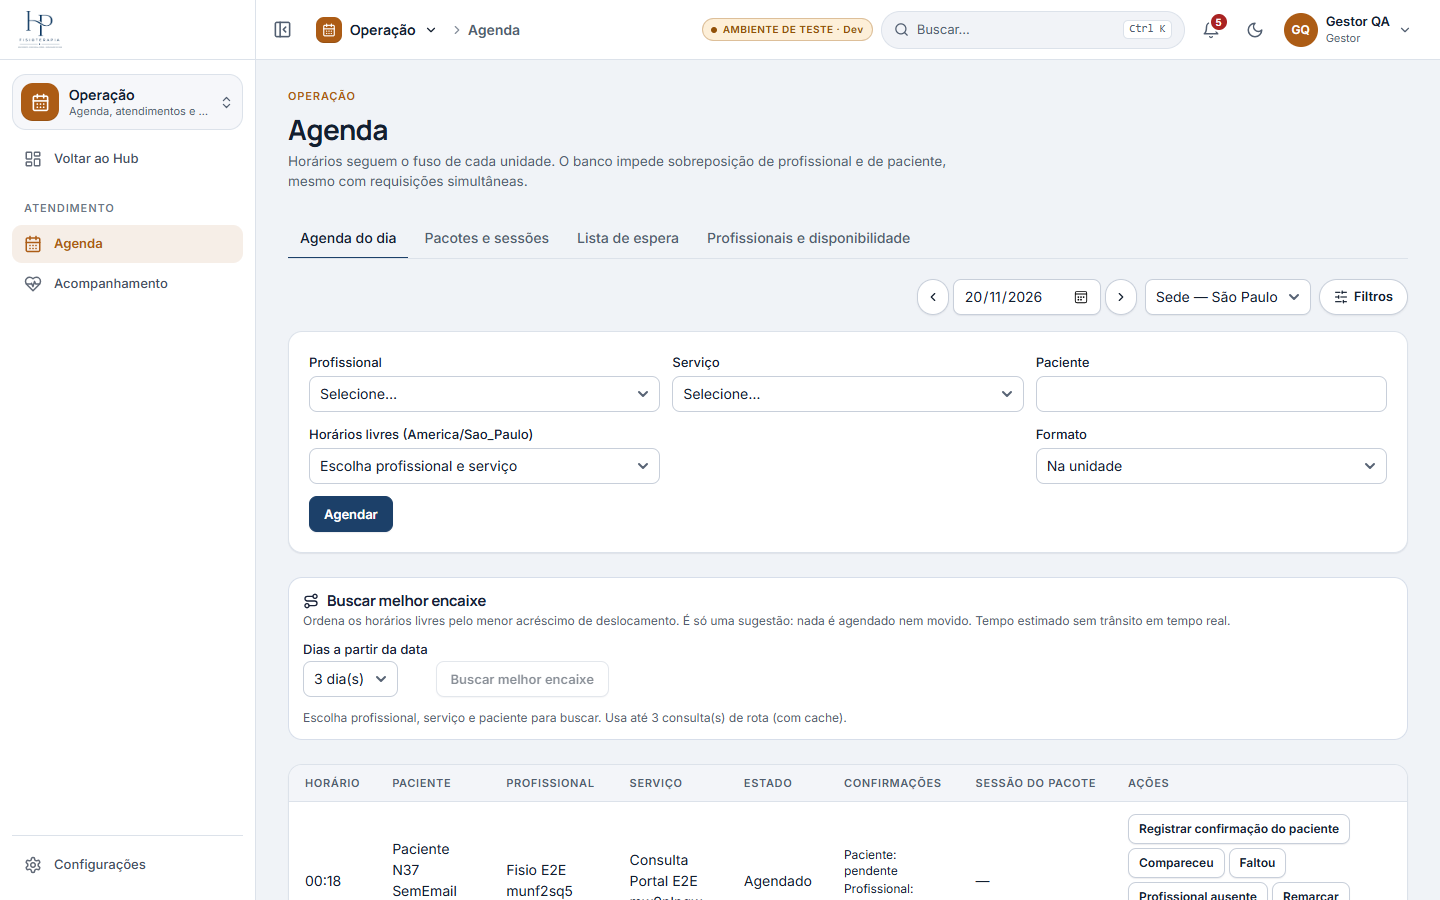 hp
FISIOTERAPIA
Operação
Agenda
AMBIENTE DE TESTE · Dev
Buscar...
Ctrl K
5
GQ
Gestor QA
Gestor
Operação
Agenda, atendimentos e ...
Voltar ao Hub
ATENDIMENTO
Agenda
Acompanhamento
Configurações
OPERAÇÃO
Agenda
Horários seguem o fuso de cada unidade. O banco impede sobreposição de profissional e de paciente,
mesmo com requisições simultâneas.
Agenda do dia
Pacotes e sessões
Lista de espera
Profissionais e disponibilidade
20/11/2026
Sede — São Paulo
Filtros
Profissional
Serviço
Paciente
Selecione...
Selecione...
Horários livres (America/Sao_Paulo)
Formato
Escolha profissional e serviço
Na unidade
Agendar
Buscar melhor encaixe
Ordena os horários livres pelo menor acréscimo de deslocamento. É só uma sugestão: nada é agendado nem movido. Tempo estimado sem trânsito em tempo real.
Dias a partir da data
3 dia(s)
Buscar melhor encaixe
Escolha profissional, serviço e paciente para buscar. Usa até 3 consulta(s) de rota (com cache).
HORÁRIO
PACIENTE
PROFISSIONAL
SERVIÇO
ESTADO
CONFIRMAÇÕES
SESSÃO DO PACOTE
AÇÕES
00:18
Paciente
N37
SemEmail
Fisio E2E
munf2sq5
Consulta
Portal E2E
Agendado
Paciente:
pendente
Profissional:
—
Registrar confirmação do paciente
Compareceu
Faltou
Profissional ausente
Remarcar